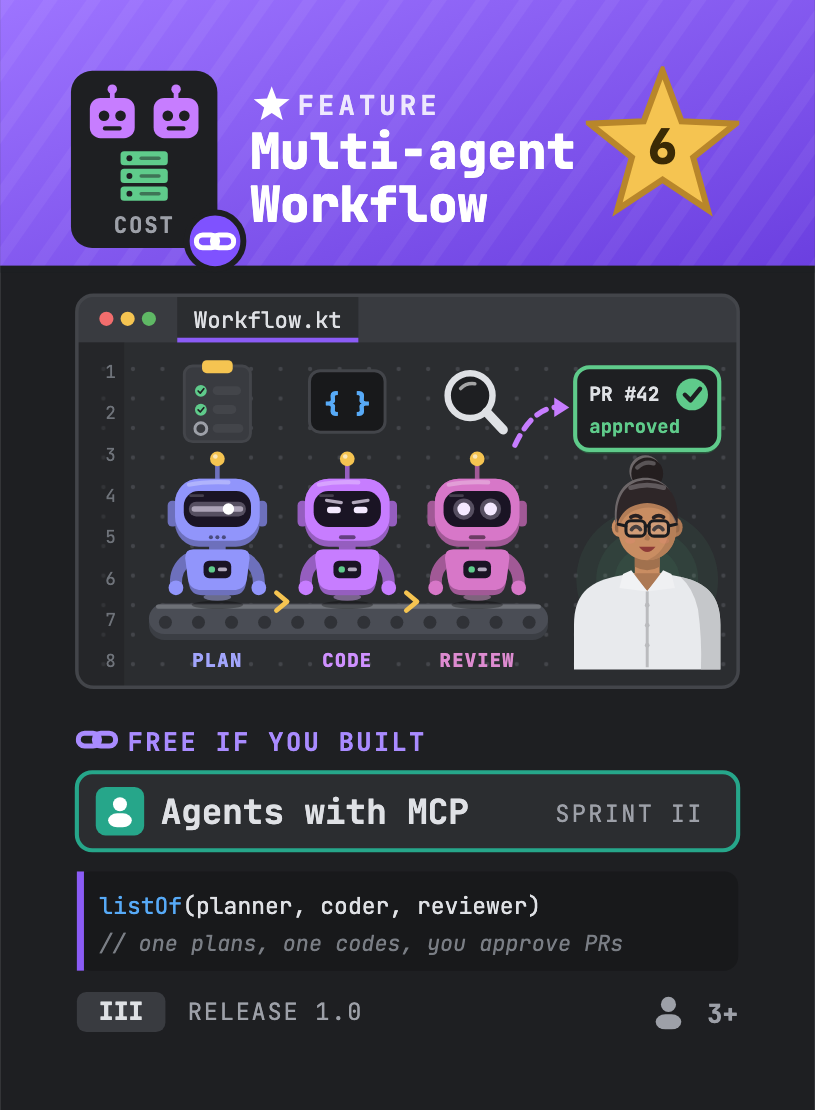 COST
FEATURE
Multi-agent
Workflow
6
Workflow.kt
1
2
3
4
5
6
7
8
{ }
PR #42
approved
PLAN
CODE
REVIEW
FREE IF YOU BUILT
Agents with MCP
SPRINT II
listOf(planner, coder, reviewer)
// one plans, one codes, you approve PRs
III
RELEASE 1.0
3+